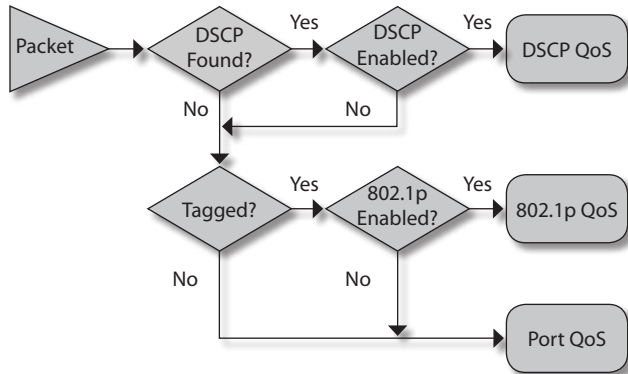 Packet
DSCP
Found?
Yes
DSCP
Enabled?
Yes
DSCP QoS
No
No
Tagged?
Yes
802.1p
Enabled?
Yes
802.1p QoS
No
No
Port QoS